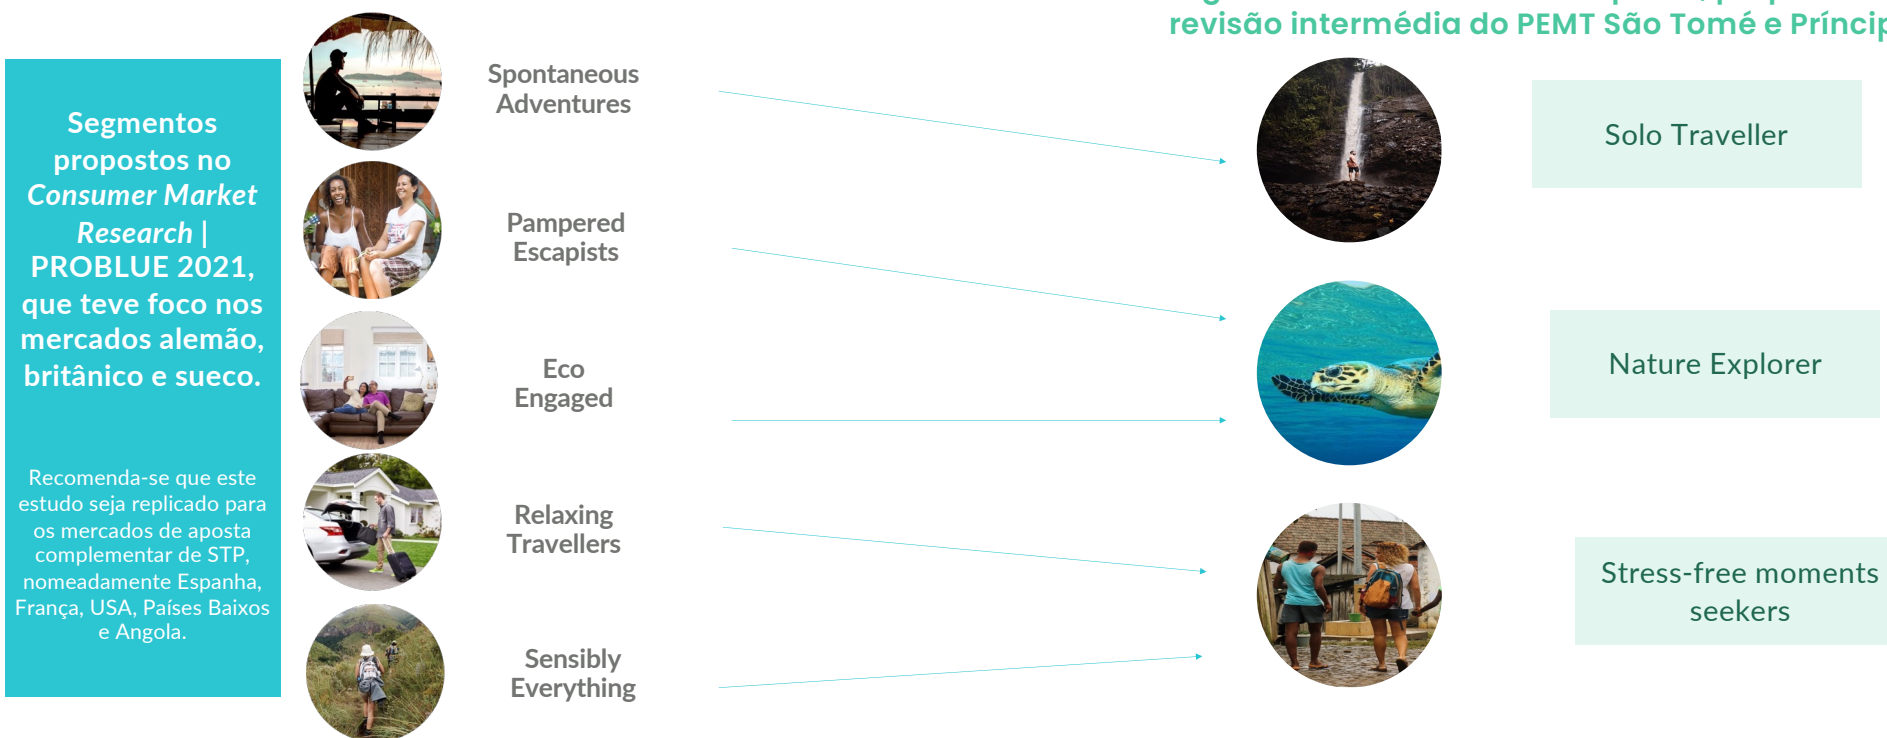 revisão intermédia do PEMT São Tomé e
Segmentos
propostos no
Consumer Market
Research |
PROBLUE 2021,
que teve foco nos
mercados alemão,
britânico e sueco.
Recomenda-se que este
estudo seja replicado para
os mercados de aposta
complementar de STP,
nomeadamente Espanha,
França, USA, Países Baixos
e Angola.
Spontaneous
Adventures
Pampered
Escapists
Eco
Engaged
Relaxing
Travellers
Sensibly
Everything
Solo Traveller
Nature Explorer
Stress-free moments
seekers